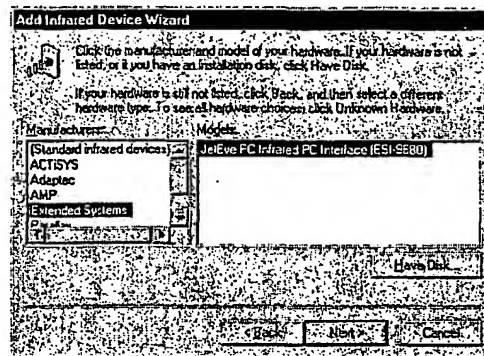 Add Infrared Device Wizard
Click the manufacturer and model of your hardware. If your hardware is not
listed, or if you have an installation disk, click Have Disk.
If your hardware is still not listed, click Back, and then select a different
hardware type. To see all hardware choices, click Unknown Hardware.
Manufacturers: Models:
(Standard infrared devices) JetEye PC Infrared PC Interface (ESI-9680)
ACTiSYS
Adaptec
AMP
Extended Systems
Have Disk...
< Back Next > Cancel